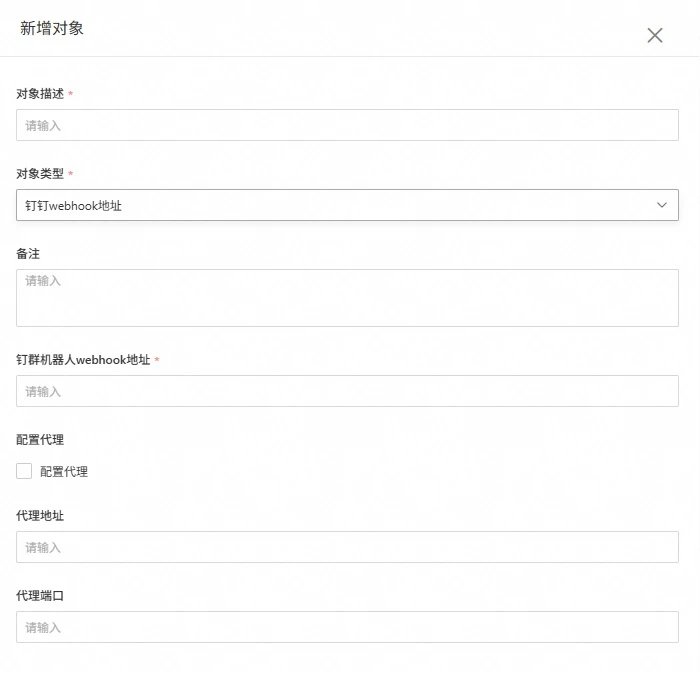 新增对象
对象描述 *
请输入
对象类型 *
钉钉webhook地址
备注
请输入
钉群机器人webhook地址 *
请输入
配置代理
配置代理
代理地址
请输入
代理端口
请输入